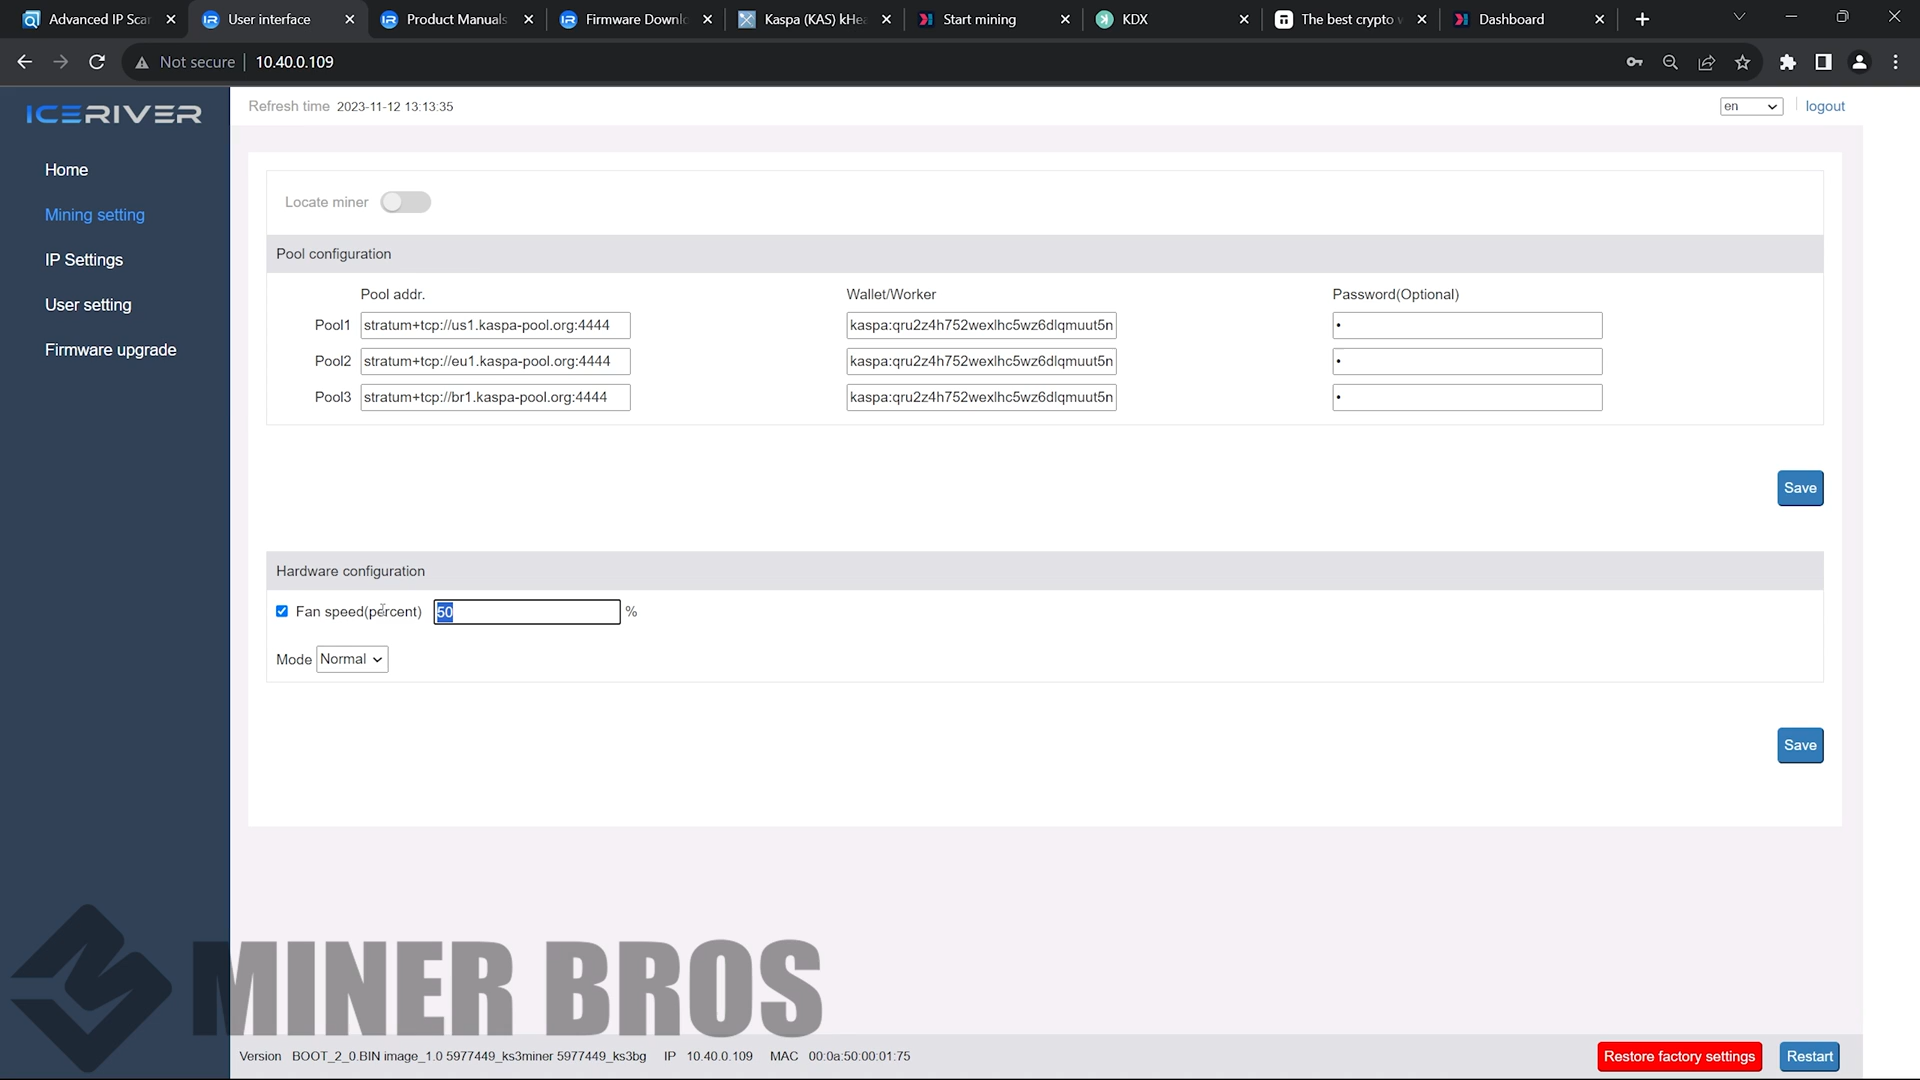 Advanced IP Scar
User interface
Product Manuals
Firmware Downlo
Kaspa (KAS) kHea
Start mining
KDX
The best crypto v
Dashboard
Not secure
10.40.0.109
ICERIVER
Refresh time 2023-11-12 13:13:35
en
logout
Home
Mining setting
IP Settings
User setting
Firmware upgrade
Locate miner
Pool configuration
Pool addr. Wallet/Worker Password(Optional)
Pool1 stratum+tcp://us1.kaspa-pool.org:4444 kaspa:qru2z4h752wexlhc5wz6dlqmuut5n •
Pool2 stratum+tcp://eu1.kaspa-pool.org:4444 kaspa:qru2z4h752wexlhc5wz6dlqmuut5n •
Pool3 stratum+tcp://br1.kaspa-pool.org:4444 kaspa:qru2z4h752wexlhc5wz6dlqmuut5n •
Save
Hardware configuration
Fan speed(percent) 50 %
Mode Normal
Save
MINER BROS
Version BOOT_2_0.BIN image_1.0 5977449_ks3miner 5977449_ks3bg IP 10.40.0.109 MAC 00:0a:50:00:01:75
Restore factory settings
Restart